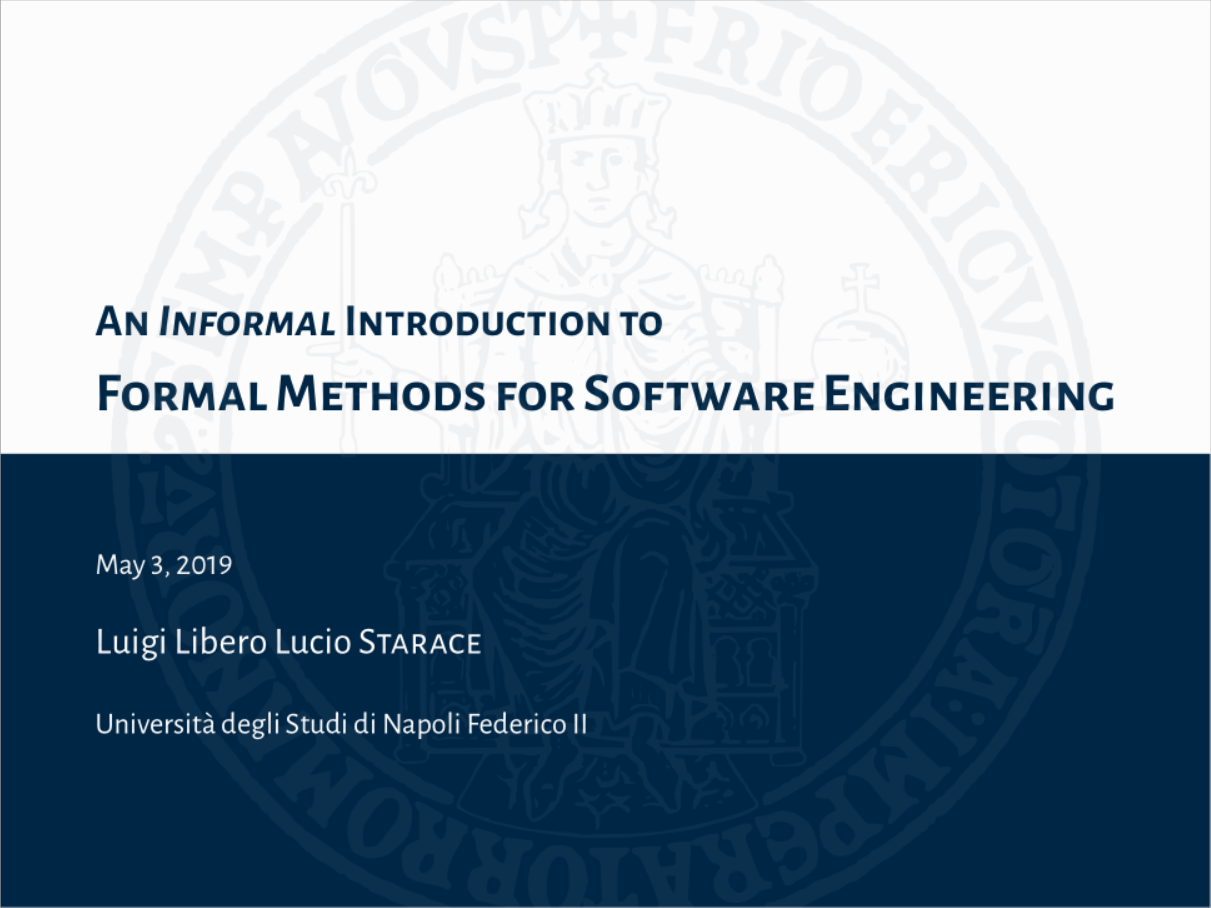 An Informal Introduction to
Formal Methods for Software Engineering
May 3, 2019
Luigi Libero Lucio Starace
Università degli Studi di Napoli Federico II